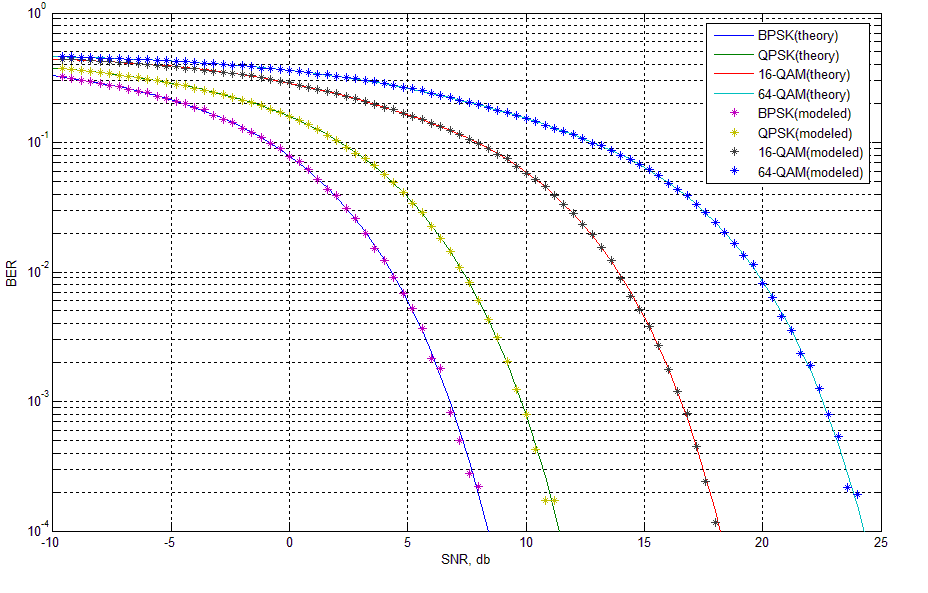 10^0
10^-1
10^-2
10^-3
10^-4
BER
-10 -5 0 5 10 15 20 25
SNR, db
BPSK(theory)
QPSK(theory)
16-QAM(theory)
64-QAM(theory)
BPSK(modeled)
QPSK(modeled)
16-QAM(modeled)
64-QAM(modeled)